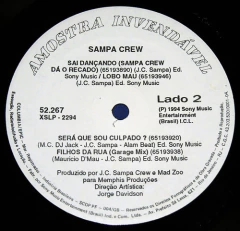 AMOSTRA INVENDÁVEL
SAMPA CREW
SAI DANÇANDO (SAMPA CREW
DÁ O RECADO) (65193890) (J.C. Sampa) Ed.
Sony Music / LOBO MAU (65193946)
(J.C. Sampa) Ed. Sony Music
52.267
XSLP - 2294
Lado 2
(P) 1994 Sony Music
Entertainment
(Brasil) I.C.L.
SERÁ QUE SOU CULPADO ? (65193920)
(M.C. DJ Jack - J.C. Sampa - Alam Beat) Ed. Sony Music
FILHOS DA RUA (Garage Mix) (65193938)
(Mauricio D'Mau - J.C. Sampa) Ed. Sony Music
Produzido por J.C. Sampa Crew e Mad Zoo
para Memphis Produções
Direção Artística:
Jorge Davidson